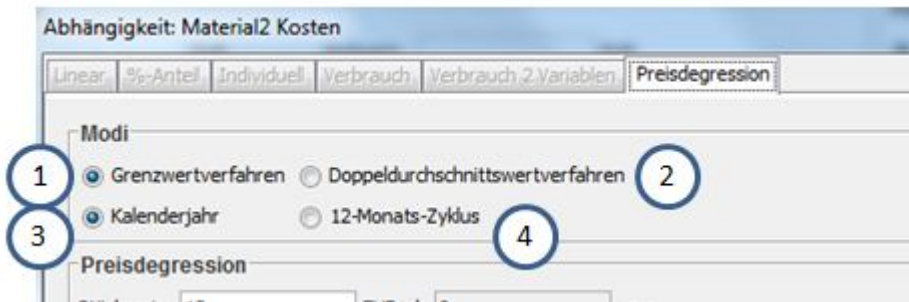 Abhängigkeit: Material2 Kosten
Linear %-Anteil Individuell Verbrauch Verbrauch 2 Variablen Preisdegression
Modi
1 Grenzwertverfahren Doppeldurchschnittswertverfahren 2
3 Kalenderjahr 12-Monats-Zyklus 4
Preisdegression